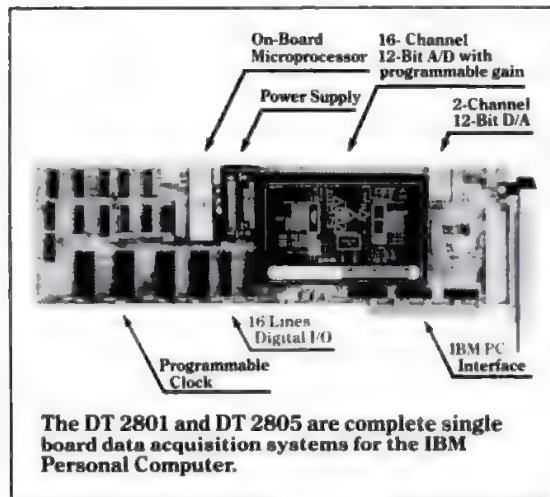 On-Board
Microprocessor
Power Supply
16- Channel
12-Bit A/D with
programmable gain
2-Channel
12-Bit D/A
Programmable
Clock
16 Lines
Digital I/O
IBM PC
Interface
The DT 2801 and DT 2805 are complete single
board data acquisition systems for the IBM
Personal Computer.